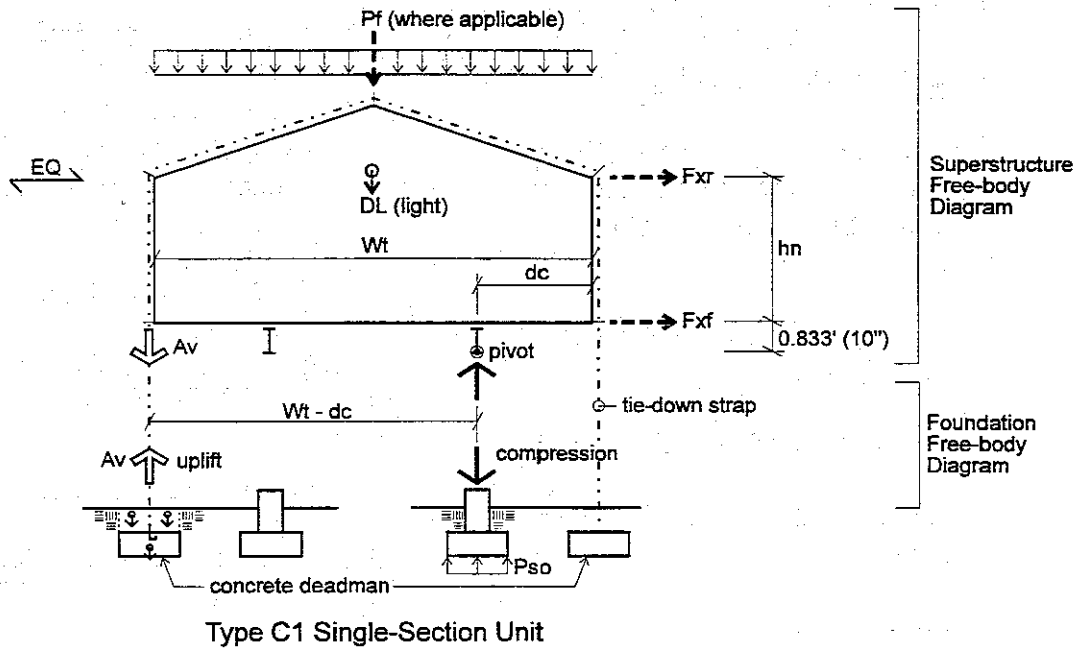 Pf (where applicable)
EQ
DL (light)
Fxr
Wt
hn
dc
Fxf
0.833' (10")
Av
pivot
Superstructure
Free-body
Diagram
Wt - dc
tie-down strap
Av
uplift
compression
Foundation
Free-body
Diagram
Pso
concrete deadman
Type C1 Single-Section Unit